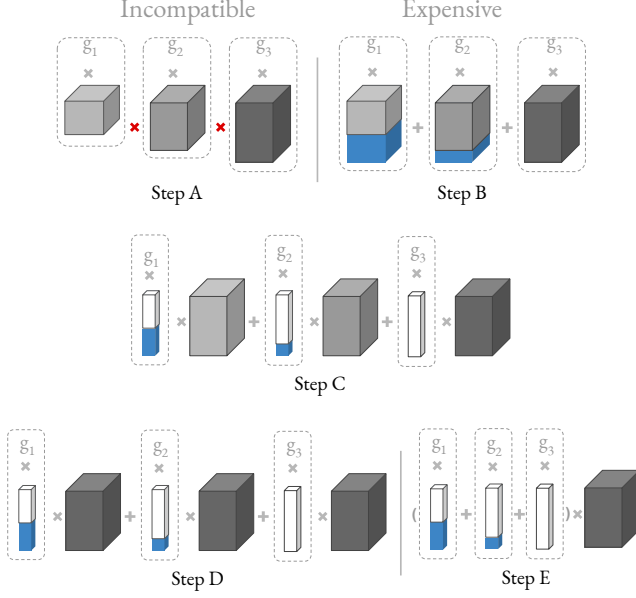 Incompatible Expensive
g1 g2 g3 g1 g2 g3
× × × × × ×
× × + +
Step A Step B
g1 g2 g3
× × ×
× + × + ×
Step C
g1 g2 g3 g1 g2 g3
× × × × × ×
× + × + × ( + + ) ×
Step D Step E